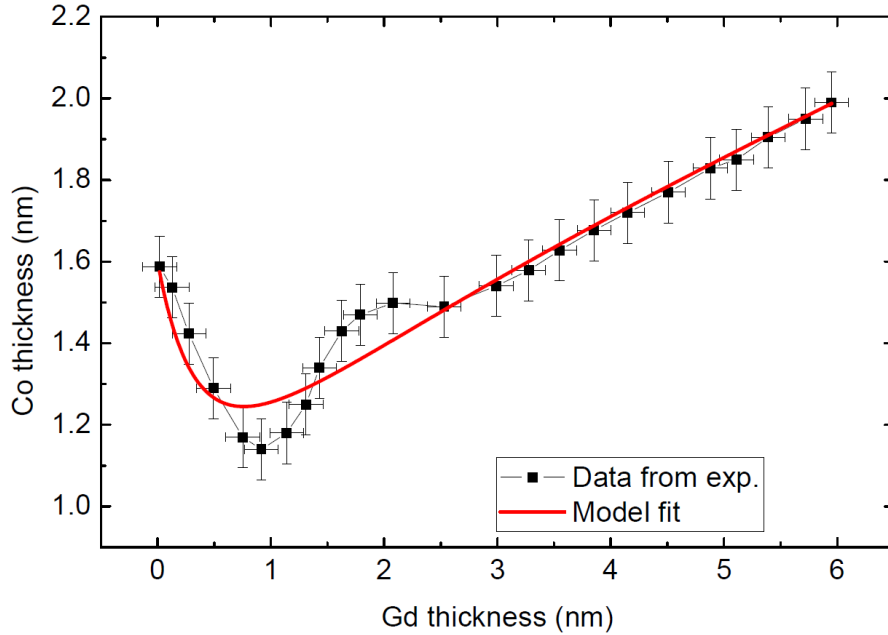 2.2
2.0
1.8
1.6
1.4
1.2
1.0
Co thickness (nm)
Data from exp.
Model fit
0 1 2 3 4 5 6
Gd thickness (nm)